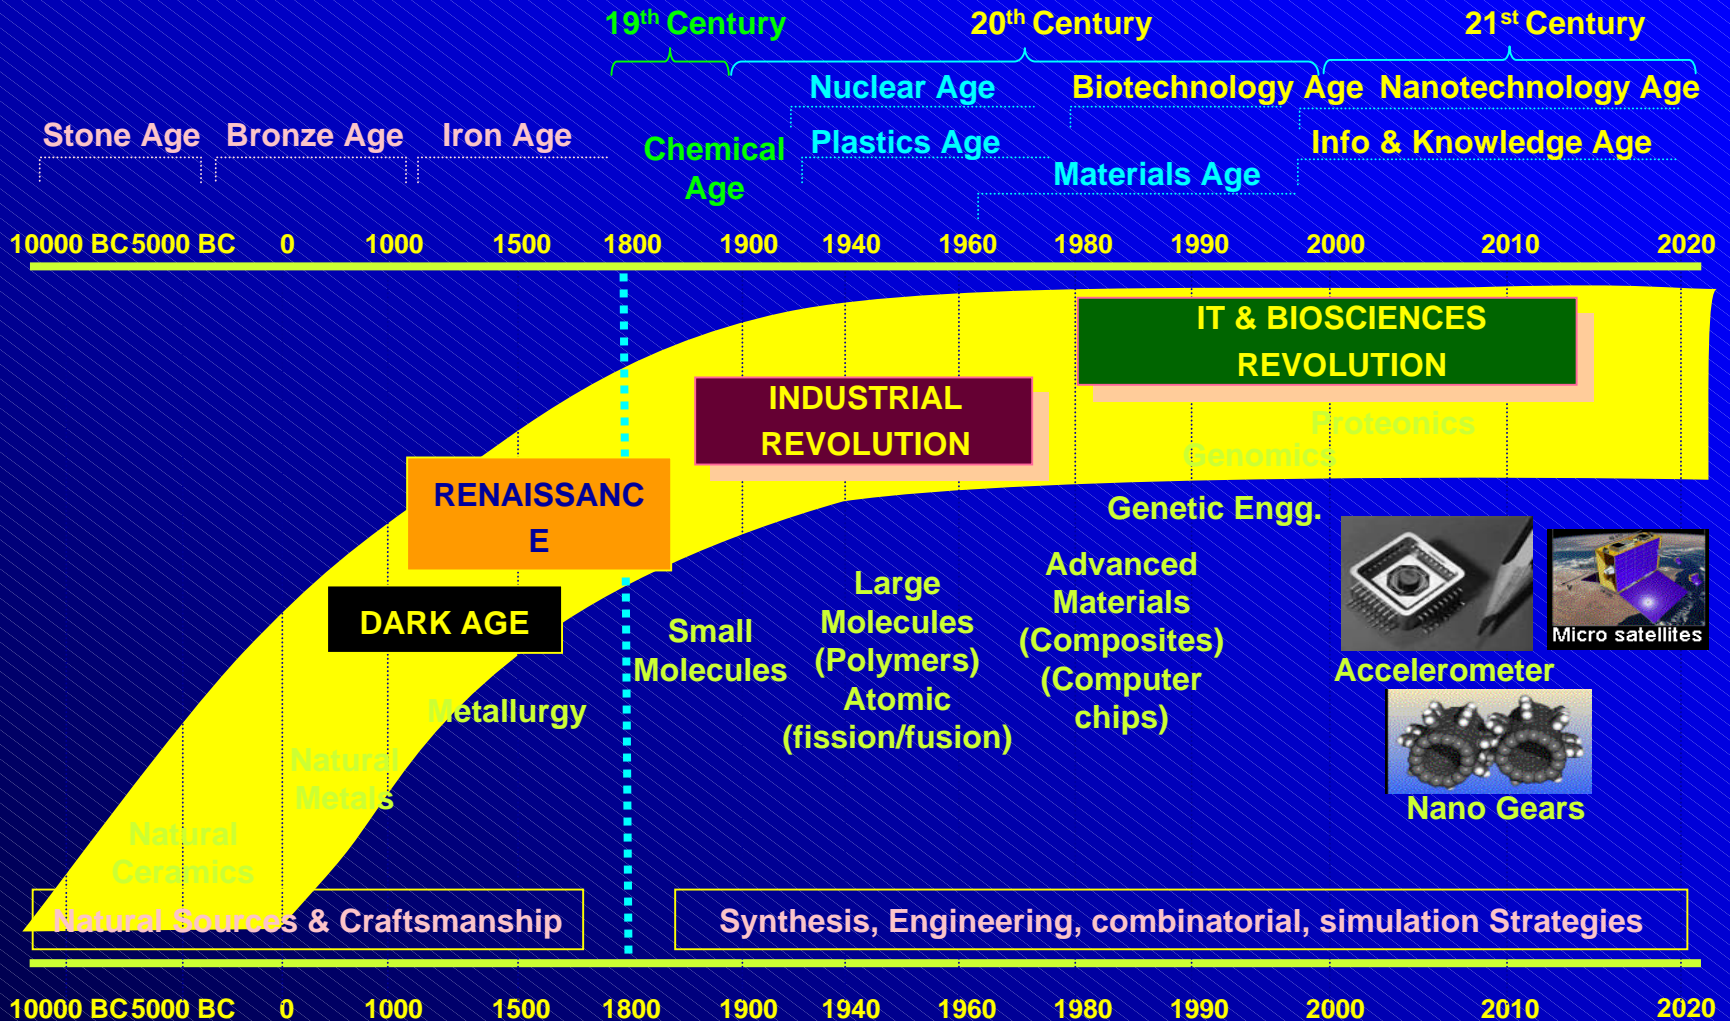 19th Century
20th Century
21st Century
Nuclear Age
Biotechnology Age
Nanotechnology Age
Stone Age
Bronze Age
Iron Age
Chemical
Age
Plastics Age
Info & Knowledge Age
Materials Age
10000 BC
5000 BC
0
1000
1500
1800
1900
1940
1960
1980
1990
2000
2010
2020
IT & BIOSCIENCES
REVOLUTION
INDUSTRIAL
REVOLUTION
Proteonics
Genomics
RENAISSANC
E
Genetic Engg.
DARK AGE
Small
Molecules
Large
Molecules
(Polymers)
Atomic
(fission/fusion)
Advanced
Materials
(Composites)
(Computer
chips)
Micro satellites
Accelerometer
Metallurgy
Natural
Metals
Nano Gears
Natural
Ceramics
Natural Sources & Craftsmanship
Synthesis, Engineering, combinatorial, simulation Strategies
10000 BC
5000 BC
0
1000
1500
1800
1900
1940
1960
1980
1990
2000
2010
2020